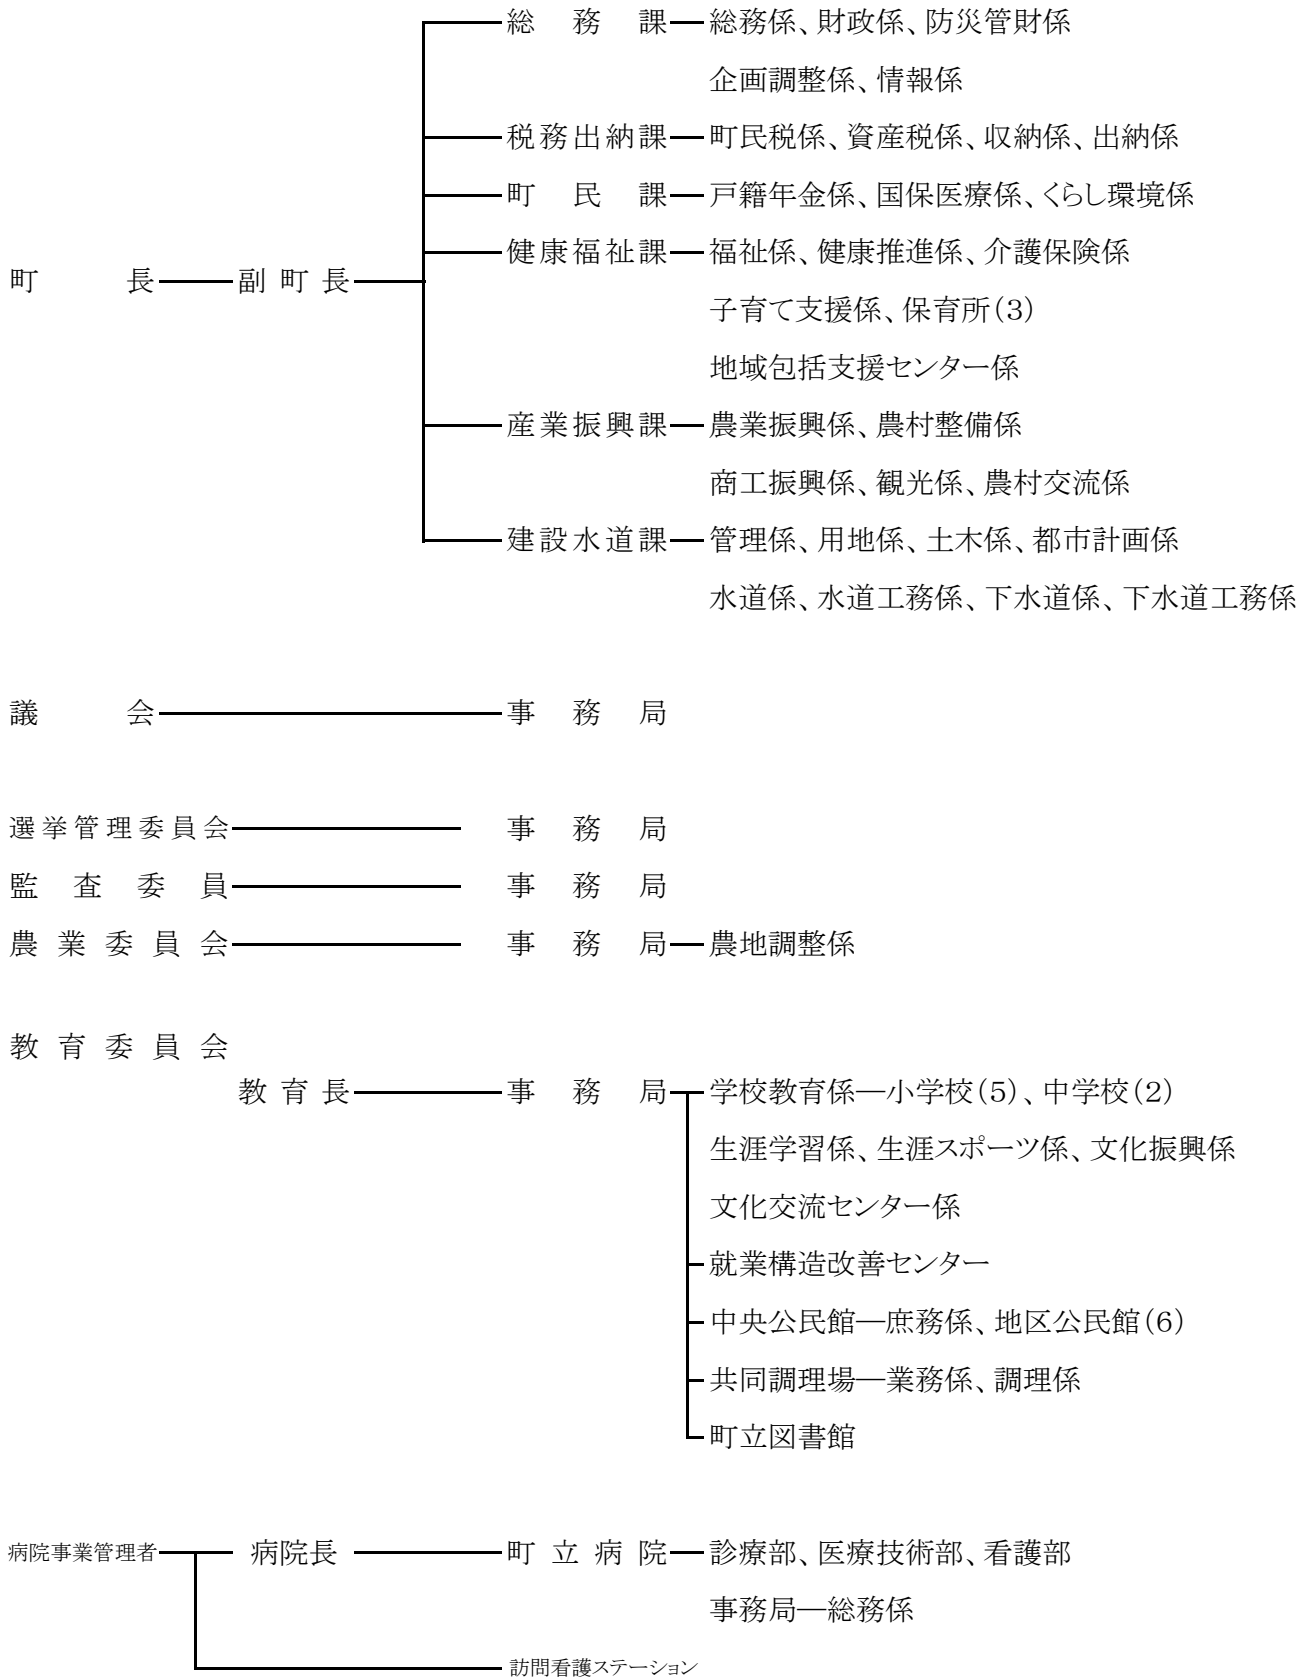 総務課―総務係、財政係、防災管財係
企画調整係、情報係
税務出納課―町民税係、資産税係、収納係、出納係
町民課―戸籍年金係、国保医療係、くらし環境係
健康福祉課―福祉係、健康推進係、介護保険係
町長―副町長
子育て支援係、保育所(3)
地域包括支援センター係
産業振興課―農業振興係、農村整備係
商工振興係、観光係、農村交流係
建設水道課―管理係、用地係、土木係、都市計画係
水道係、水道工務係、下水道係、下水道工務係
議会―事務局
選挙管理委員会―事務局
監査委員―事務局
農業委員会―事務局―農地調整係
教育委員会
教育長―事務局―学校教育係―小学校(5)、中学校(2)
生涯学習係、生涯スポーツ係、文化振興係
文化交流センター係
就業構造改善センター
中央公民館―庶務係、地区公民館(6)
共同調理場―業務係、調理係
町立図書館
病院事業管理者―病院長―町立病院―診療部、医療技術部、看護部
事務局―総務係
訪問看護ステーション